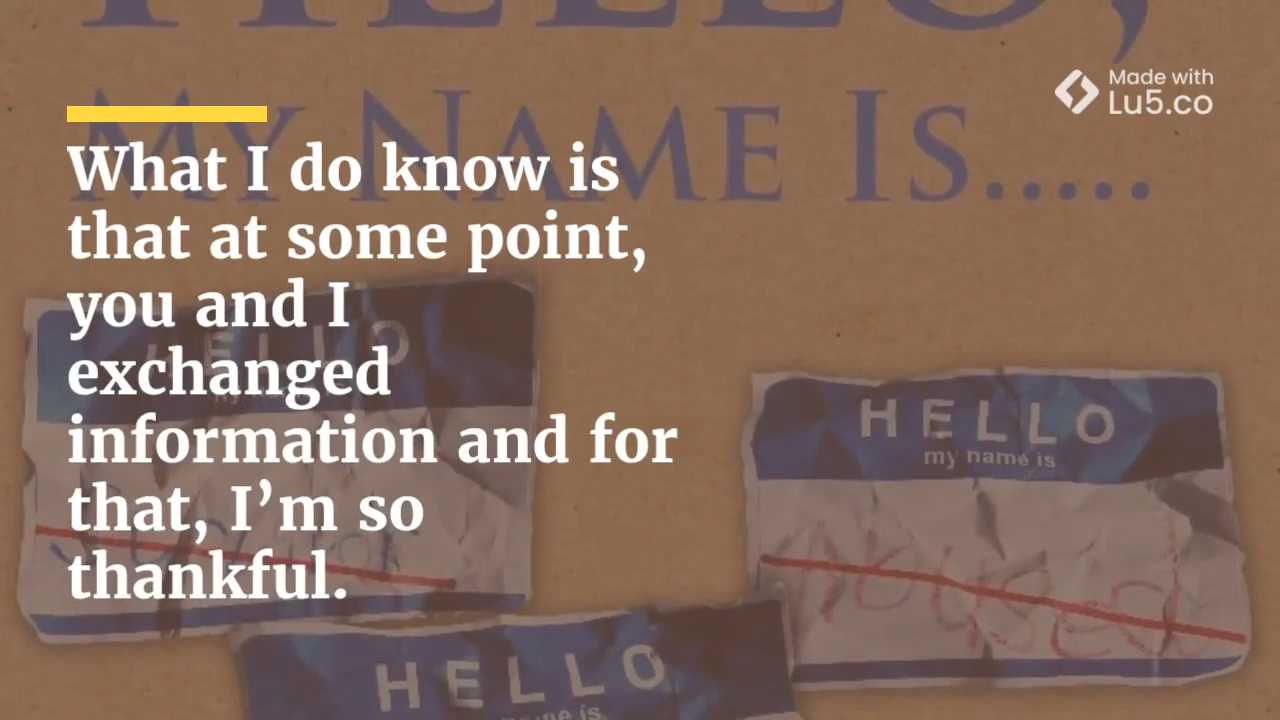 HELLO,
MY NAME IS.....
Made with
Lu5.co
What I do know is
that at some point,
you and I
exchanged
information and for
that, I’m so
thankful.
HELLO
HELLO
my name is
Abused
HELLO
my name is